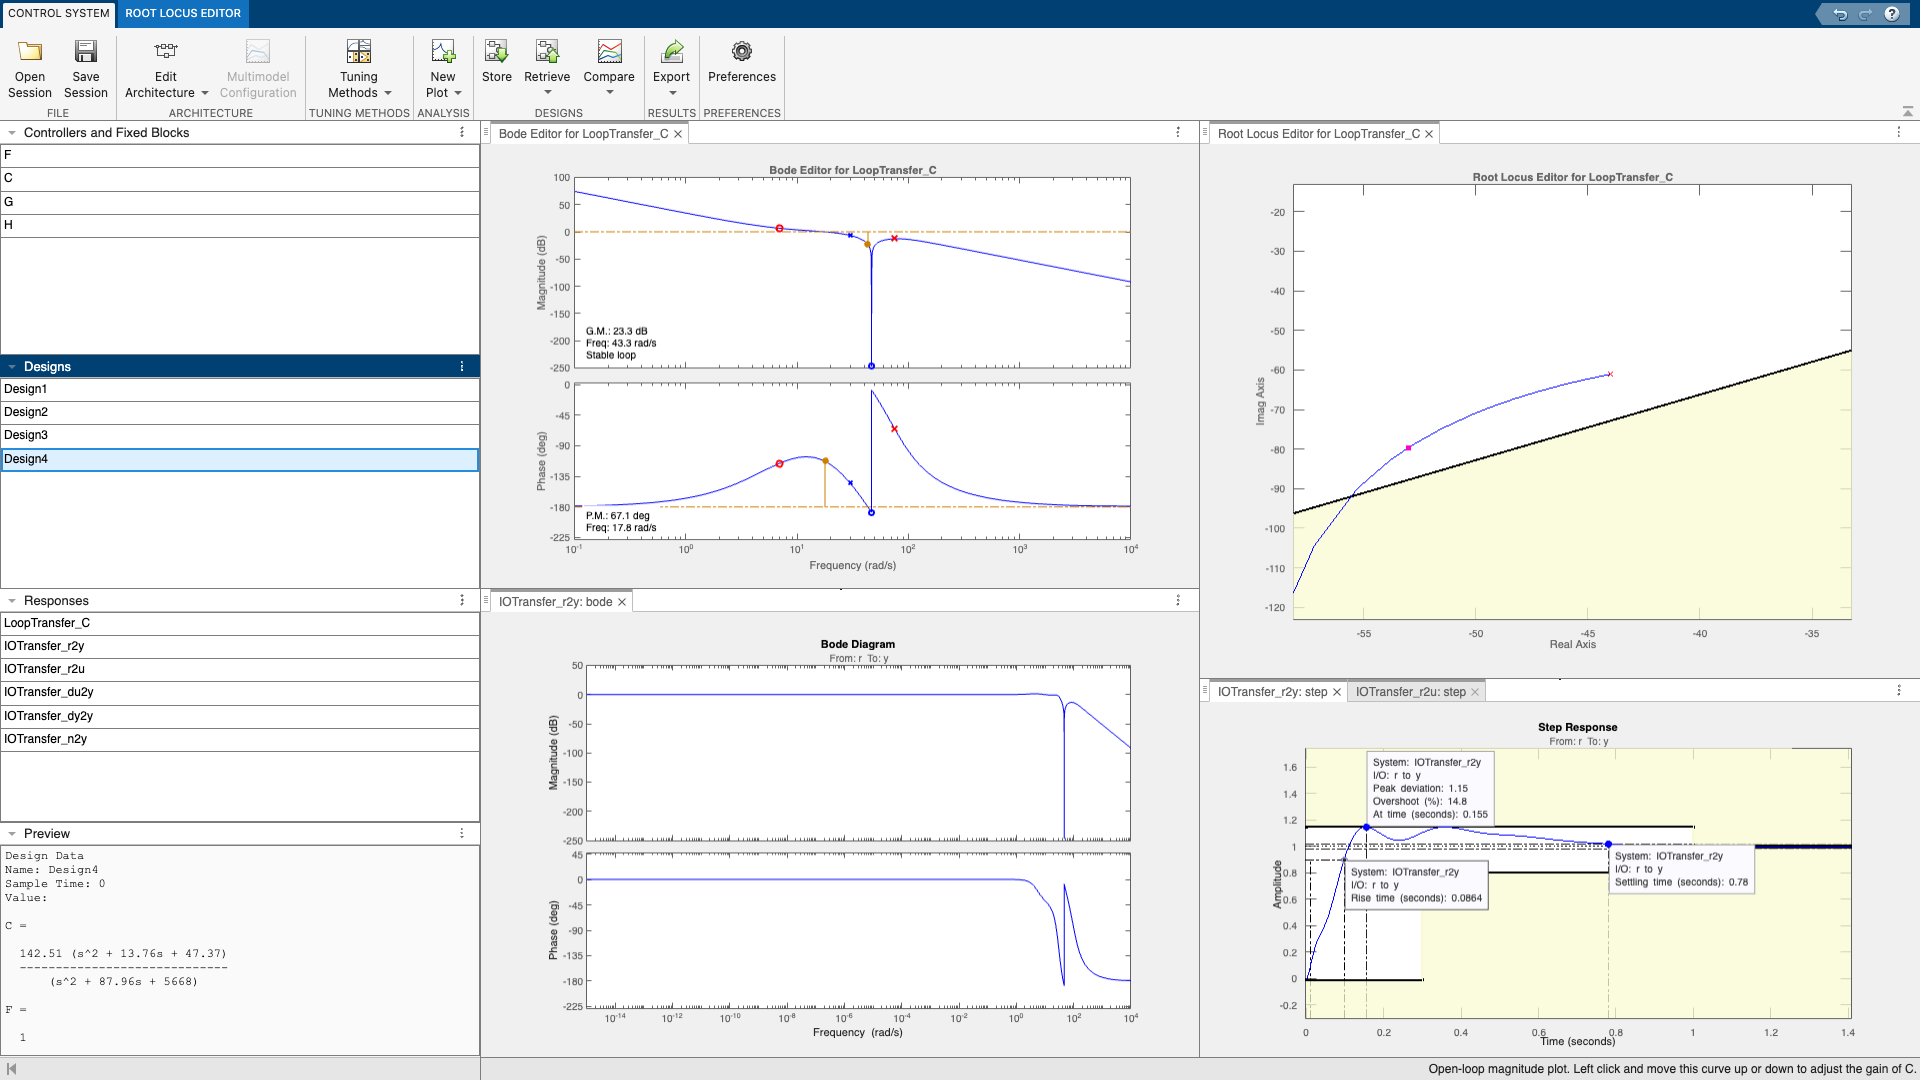 CONTROL SYSTEM
ROOT LOCUS EDITOR
?
Open Session
Save Session
Edit Architecture
Multimodel Configuration
Tuning Methods
New Plot
Store
Retrieve
Compare
Export
Preferences
FILE
ARCHITECTURE
TUNING METHODS
ANALYSIS
DESIGNS
RESULTS
PREFERENCES
Controllers and Fixed Blocks
F
C
G
H
Designs
Design1
Design2
Design3
Design4
Responses
LoopTransfer_C
IOTransfer_r2y
IOTransfer_r2u
IOTransfer_du2y
IOTransfer_dy2y
IOTransfer_n2y
Preview
Design Data
Name: Design4
Sample Time: 0
Value:
C =
142.51 (s^2 + 13.76s + 47.37)
-----------------------------
(s^2 + 87.96s + 5668)
F =
1
Bode Editor for LoopTransfer_C
Bode Editor for LoopTransfer_C
Magnitude (dB)
100
50
0
-50
-100
-150
-200
-250
G.M.: 23.3 dB
Freq: 43.3 rad/s
Stable loop
Phase (deg)
0
-45
-90
-135
-180
-225
P.M.: 67.1 deg
Freq: 17.8 rad/s
10^-1
10^0
10^1
10^2
10^3
10^4
Frequency (rad/s)
IOTransfer_r2y: bode
Bode Diagram
From: r To: y
Magnitude (dB)
50
0
-50
-100
-150
-200
-250
Phase (deg)
45
0
-45
-90
-135
-180
-225
10^-14
10^-12
10^-10
10^-8
10^-6
10^-4
10^-2
10^0
10^2
10^4
Frequency (rad/s)
Root Locus Editor for LoopTransfer_C
Root Locus Editor for LoopTransfer_C
Imag Axis
-20
-30
-40
-50
-60
-70
-80
-90
-100
-110
-120
-55
-50
-45
-40
-35
Real Axis
IOTransfer_r2y: step
IOTransfer_r2u: step
Step Response
From: r To: y
Amplitude
1.6
1.4
1.2
1
0.8
0.6
0.4
0.2
0
-0.2
System: IOTransfer_r2y
I/O: r to y
Peak deviation: 1.15
Overshoot (%): 14.8
At time (seconds): 0.155
System: IOTransfer_r2y
I/O: r to y
Rise time (seconds): 0.0864
System: IOTransfer_r2y
I/O: r to y
Settling time (seconds): 0.78
0
0.2
0.4
0.6
0.8
1
1.2
1.4
Time (seconds)
Open-loop magnitude plot. Left click and move this curve up or down to adjust the gain of C.